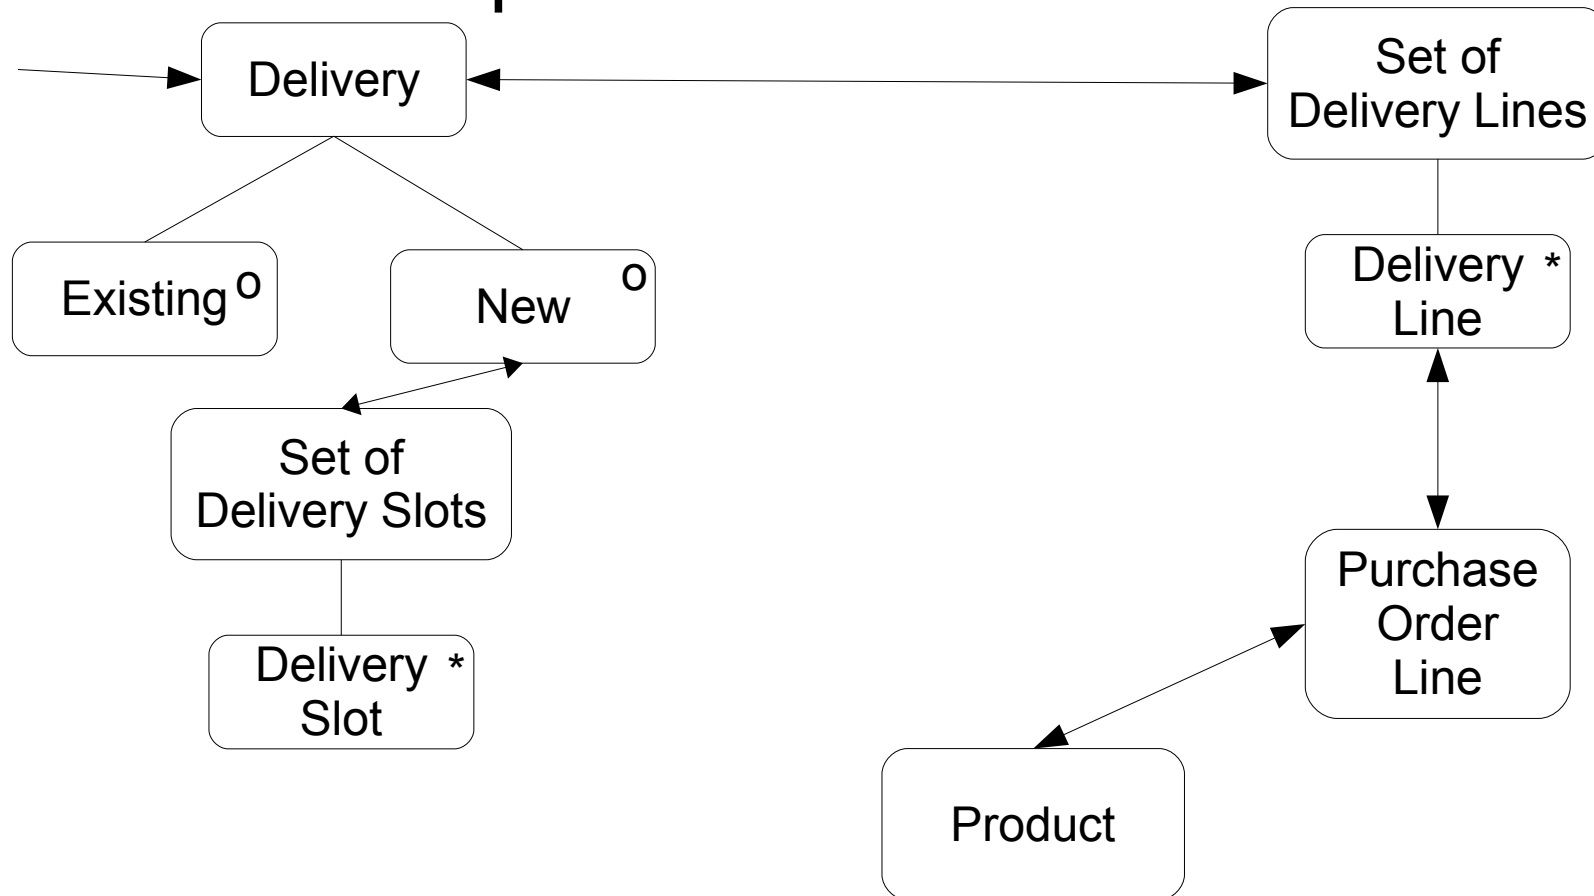 Delivery
Set of
Delivery Lines
Existing o
New o
Delivery *
Line
Set of
Delivery Slots
Purchase
Order
Line
Delivery *
Slot
Product